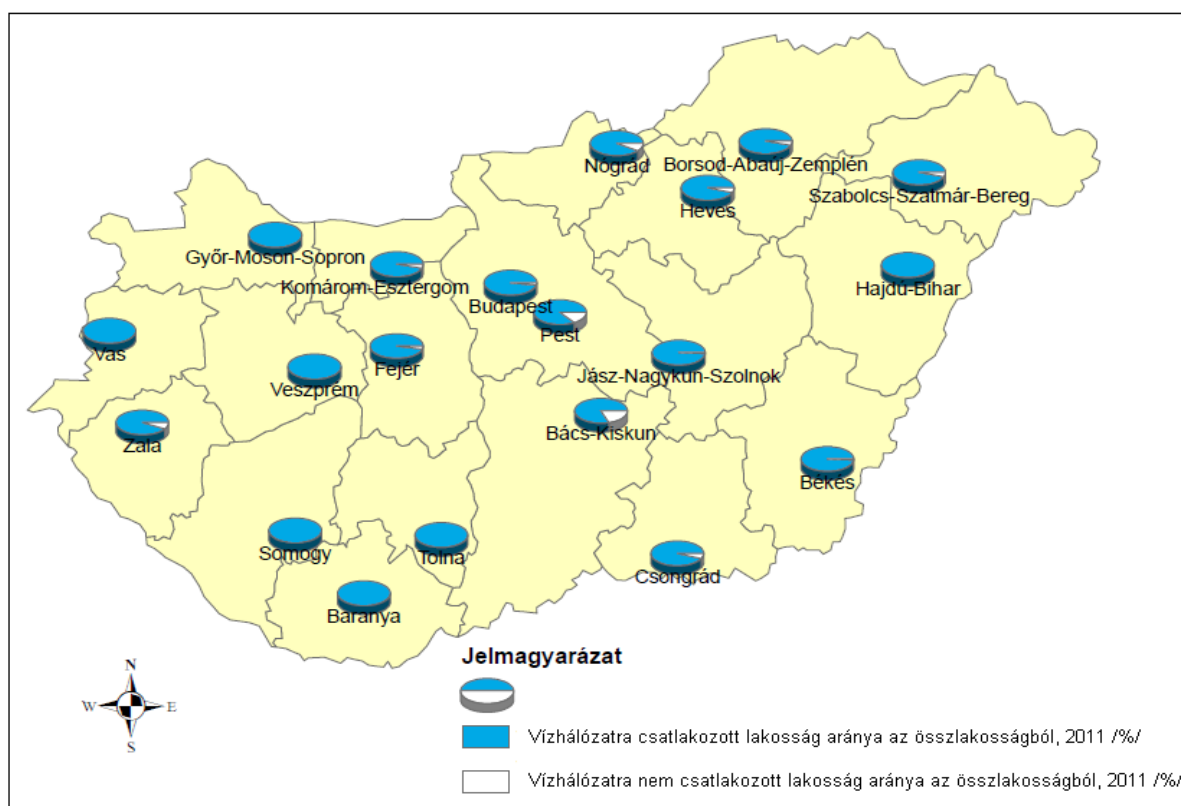 Nógrád
Borsod-Abaúj-Zemplén
Szabolcs-Szatmár-Bereg
Heves
Győr-Moson-Sopron
Komárom-Esztergom
Budapest
Hajdu-Bihar
Pest
Vas
Fejér
Veszprém
Jász-Nagykun-Szolnok
Zala
Bács-Kiskun
Békés
Somogy
Tolna
Csongrád
Baranya
Jelmagyarázat
N
W
E
S
Vízhálózatra csatlakozott lakosság aránya az összlakosságból, 2011 /%/
Vízhálózatra nem csatlakozott lakosság aránya az összlakosságból, 2011 /%/